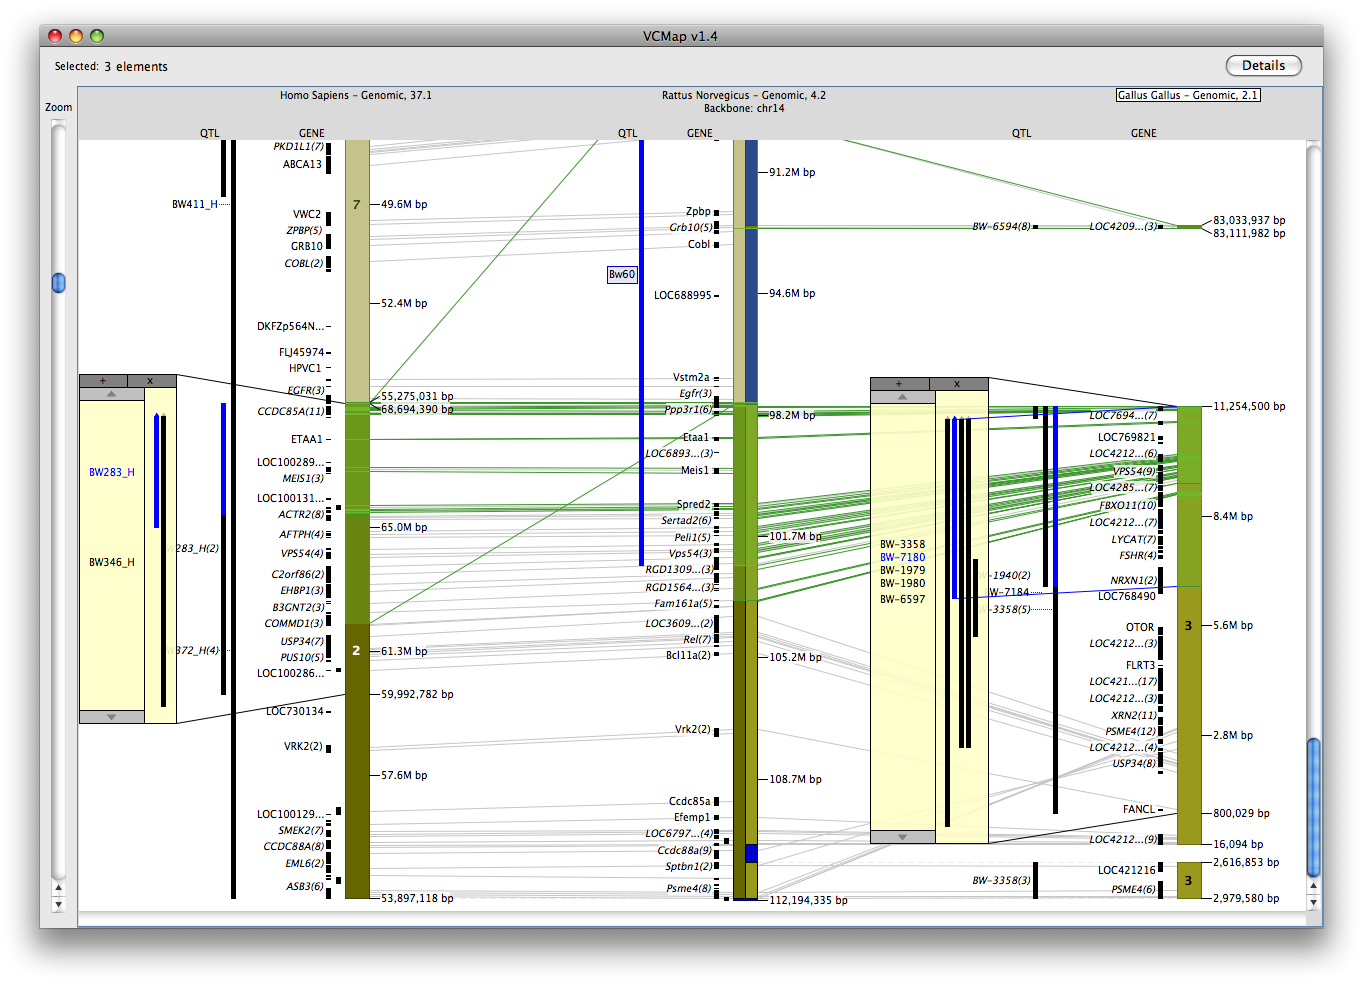 VCMap v1.4
Selected: 3 elements
Details
Zoom
Homo Sapiens - Genomic, 37.1
QTL GENE
PKD1L1(7)
ABCA13
BW411_H
VWC2
ZPBP(5)
GRB10
COBL(2)
DKFZp564N...
FLJ45974
HPVC1
EGFR(3)
CCDC85A(11)
ETAA1
LOC100289...
MEIS1(3)
LOC100131...
ACTR2(8)
AFTPH(4)
283_H(2)
VPS54(4)
C2orf86(2)
EHBP1(3)
B3GNT2(3)
COMMD1(3)
USP34(7)
372_H(4)
PUS10(5)
LOC100286...
LOC730134
VRK2(2)
LOC100129...
SMEK2(7)
CCDC88A(8)
EML6(2)
ASB3(6)
+ x
BW283_H
BW346_H
7
49.6M bp
52.4M bp
55,275,031 bp
68,694,390 bp
65.0M bp
2
61.3M bp
59,992,782 bp
57.6M bp
53,897,118 bp
Rattus Norvegicus - Genomic, 4.2
Backbone: chr14
QTL GENE
Zpbp
Grb10(5)
Cobl
Bw60
LOC688995
Vstm2a
Egfr(3)
Ppp3r1(6)
Etaa1
LOC6893...(3)
Meis1
Spred2
Sertad2(6)
Peli1(5)
Vps54(3)
RGD1309...(3)
RGD1564...(3)
Fam161a(5)
LOC3609...(2)
Rel(7)
Bcl11a(2)
Vrk2(2)
Ccdc85a
Efemp1
LOC6797...(4)
Ccdc88a(9)
Sptbn1(2)
Psme4(8)
91.2M bp
94.6M bp
98.2M bp
101.7M bp
105.2M bp
108.7M bp
112,194,335 bp
Gallus Gallus - Genomic, 2.1
QTL GENE
BW-6594(8)
LOC4209...(3)
83,033,937 bp
83,111,982 bp
+ x
BW-3358
BW-7180
BW-1979
BW-1980
BW-6597
-1940(2)
W-7184
-3358(5)
LOC7694...(7)
LOC769821
LOC4212...(6)
VPS54(9)
LOC4285...(7)
FBXO11(10)
LOC4212...(7)
LYCAT(7)
FSHR(4)
NRXN1(2)
LOC768490
OTOR
LOC4212...(3)
FLRT3
LOC421...(17)
LOC4212...(3)
XRN2(11)
PSME4(12)
LOC4212...(4)
USP34(8)
FANCL
LOC4212...(9)
LOC421216
BW-3358(3)
PSME4(6)
11,254,500 bp
8.4M bp
3
5.6M bp
2.8M bp
800,029 bp
16,094 bp
2,616,853 bp
3
2,979,580 bp